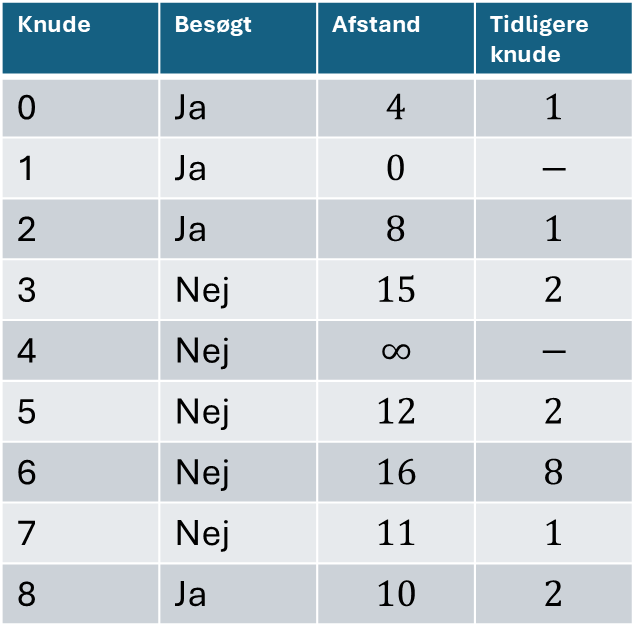 Knude Besøgt Afstand Tidligere knude
0 Ja 4 1
1 Ja 0 −
2 Ja 8 1
3 Nej 15 2
4 Nej ∞ −
5 Nej 12 2
6 Nej 16 8
7 Nej 11 1
8 Ja 10 2